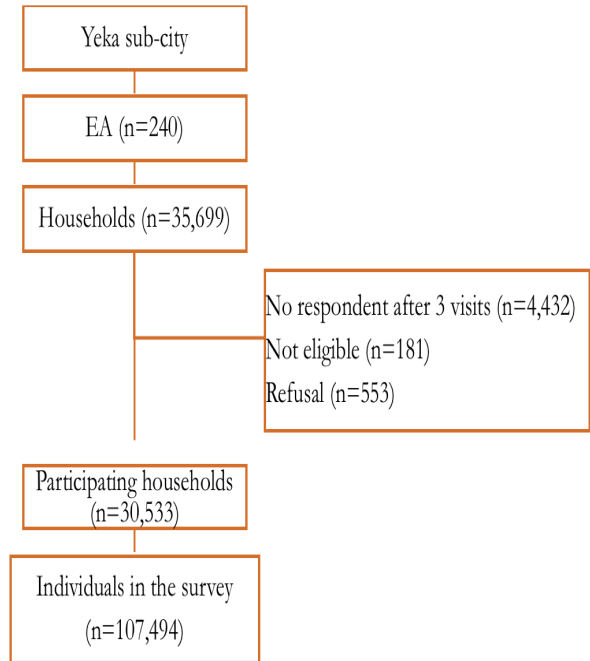 Yeka sub-city
EA (n=240)
Households (n=35,699)
No respondent after 3 visits (n=4,432)
Not eligible (n=181)
Refusal (n=553)
Participating households
(n=30,533)
Individuals in the survey
(n=107,494)